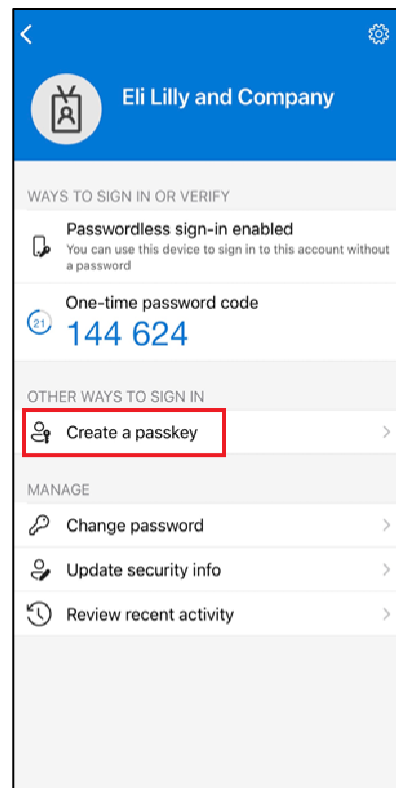 Eli Lilly and Company
WAYS TO SIGN IN OR VERIFY
Passwordless sign-in enabled
You can use this device to sign in to this account without
a password
One-time password code
21
144 624
OTHER WAYS TO SIGN IN
Create a passkey
MANAGE
Change password
Update security info
Review recent activity